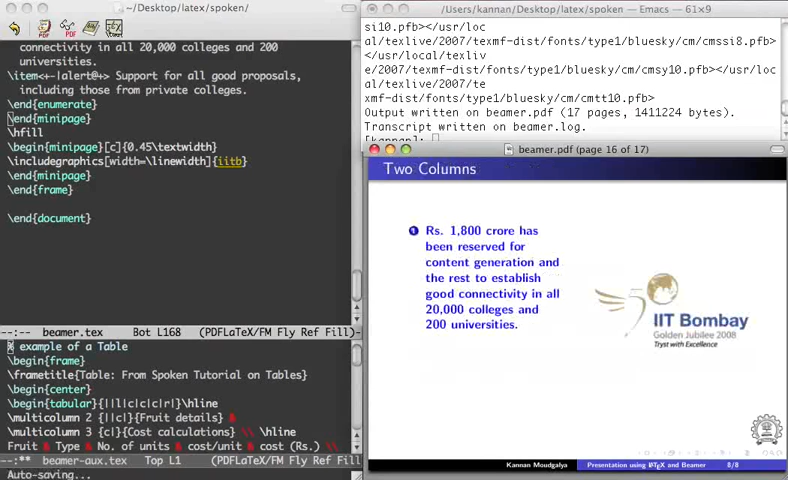 ~/Desktop/latex/spoken/
connectivity in all 20,000 colleges and 200
universities.
\item<+-|alert@+> Support for all good proposals,
including those from private colleges.
\end{enumerate}
\end{minipage}
\hfill
\begin{minipage}[c]{0.45\textwidth}
\includegraphics[width=\linewidth]{iitb}
\end{minipage}
\end{frame}
\end{document}
--:-- beamer.tex Bot L168 (PDFLaTeX/FM Fly Ref Fill)-
% example of a Table
\begin{frame}
\frametitle{Table: From Spoken Tutorial on Tables}
\begin{center}
\begin{tabular}{||l|c|c|c|r|}\hline
\multicolumn 2 {||c|}{Fruit details} &
\multicolumn 3 {c|}{Cost calculations} \\ \hline
Fruit & Type & No. of units & cost/unit & cost (Rs.) \\
--:** beamer-aux.tex Top L1 (PDFLaTeX/FM Fly Ref Fill)
Auto-saving...
/Users/kannan/Desktop/latex/spoken — Emacs — 61×9
si10.pfb></usr/loc
al/texlive/2007/texmf-dist/fonts/type1/bluesky/cm/cmssi8.pfb>
</usr/local/texliv
e/2007/texmf-dist/fonts/type1/bluesky/cm/cmsy10.pfb></usr/loc
al/texlive/2007/te
xmf-dist/fonts/type1/bluesky/cm/cmtt10.pfb>
Output written on beamer.pdf (17 pages, 1411224 bytes).
Transcript written on beamer.log.
[kannan:
beamer.pdf (page 16 of 17)
Two Columns
1 Rs. 1,800 crore has
been reserved for
content generation and
the rest to establish
good connectivity in all
20,000 colleges and
200 universities.
IIT Bombay
Golden Jubilee 2008
Tryst with Excellence
Kannan Moudgalya Presentation using LATEX and Beamer 8/8